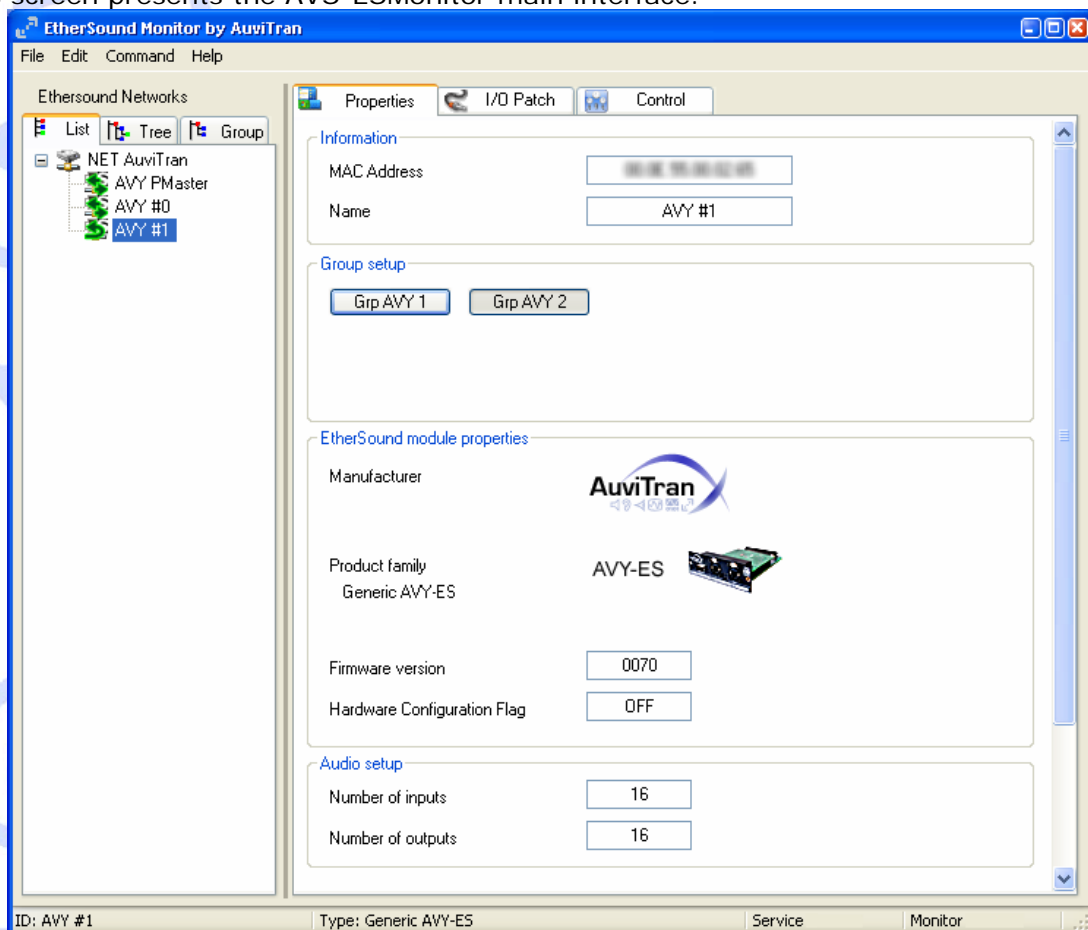 screen presents the AVS-ESMonitor main interface.
EtherSound Monitor by AuviTran
File Edit Command Help
Ethersound Networks
List Tree Group
NET AuviTran
AVY PMaster
AVY #0
AVY #1
Properties I/O Patch Control
Information
MAC Address
Name AVY #1
Group setup
Grp AVY 1 Grp AVY 2
EtherSound module properties
Manufacturer AuviTran
Product family AVY-ES
Generic AVY-ES
Firmware version 0070
Hardware Configuration Flag OFF
Audio setup
Number of inputs 16
Number of outputs 16
ID: AVY #1 Type: Generic AVY-ES Service Monitor